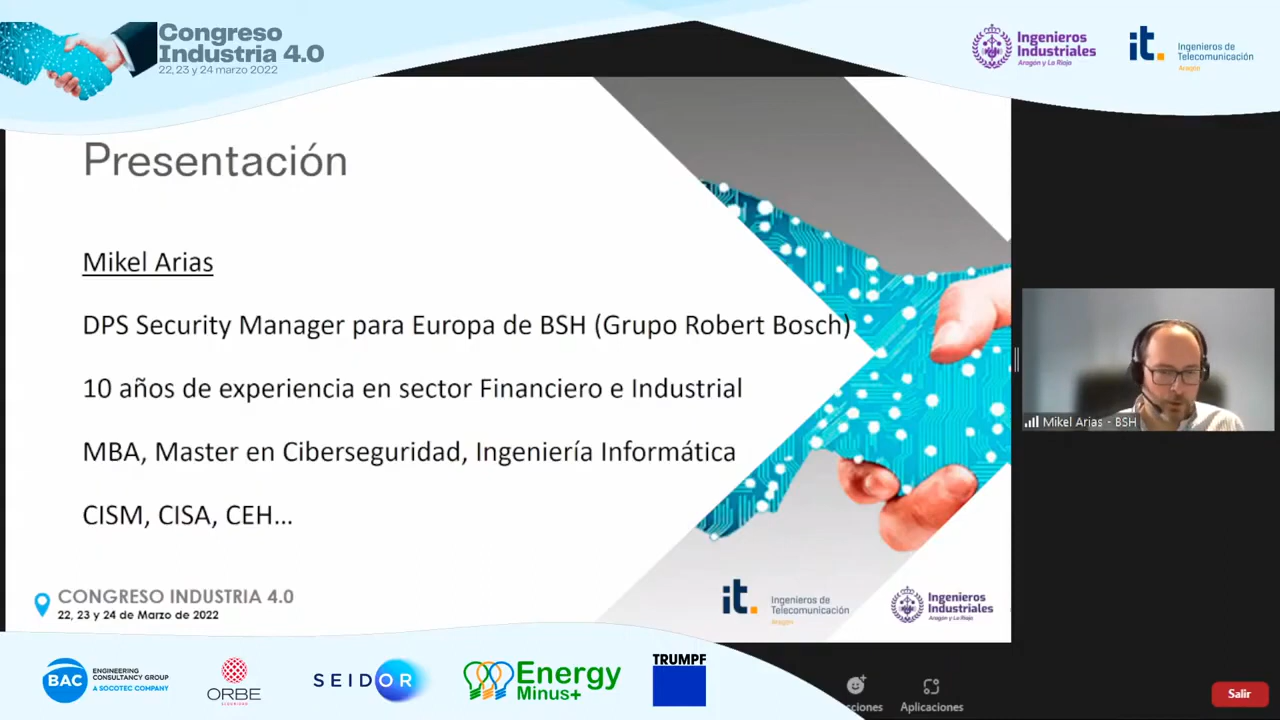 Congreso
Industria 4.0
22, 23 y 24 marzo 2022
Ingenieros
Industriales
Aragón y La Rioja
it.
Ingenieros de
Telecomunicación
Aragón
Presentación
Mikel Arias
DPS Security Manager para Europa de BSH (Grupo Robert Bosch)
10 años de experiencia en sector Financiero e Industrial
MBA, Master en Ciberseguridad, Ingeniería Informática
CISM, CISA, CEH...
Mikel Arias - BSH
CONGRESO INDUSTRIA 4.0
22, 23 y 24 de Marzo de 2022
it.
Ingenieros de
Telecomunicación
Aragón
Ingenieros
Industriales
Aragón y La Rioja
BAC
ENGINEERING
CONSULTANCY GROUP
A SOCOTEC COMPANY
ORBE
SEGURIDAD
SEIDOR
Energy
Minus+
TRUMPF
cciones
Aplicaciones
Salir